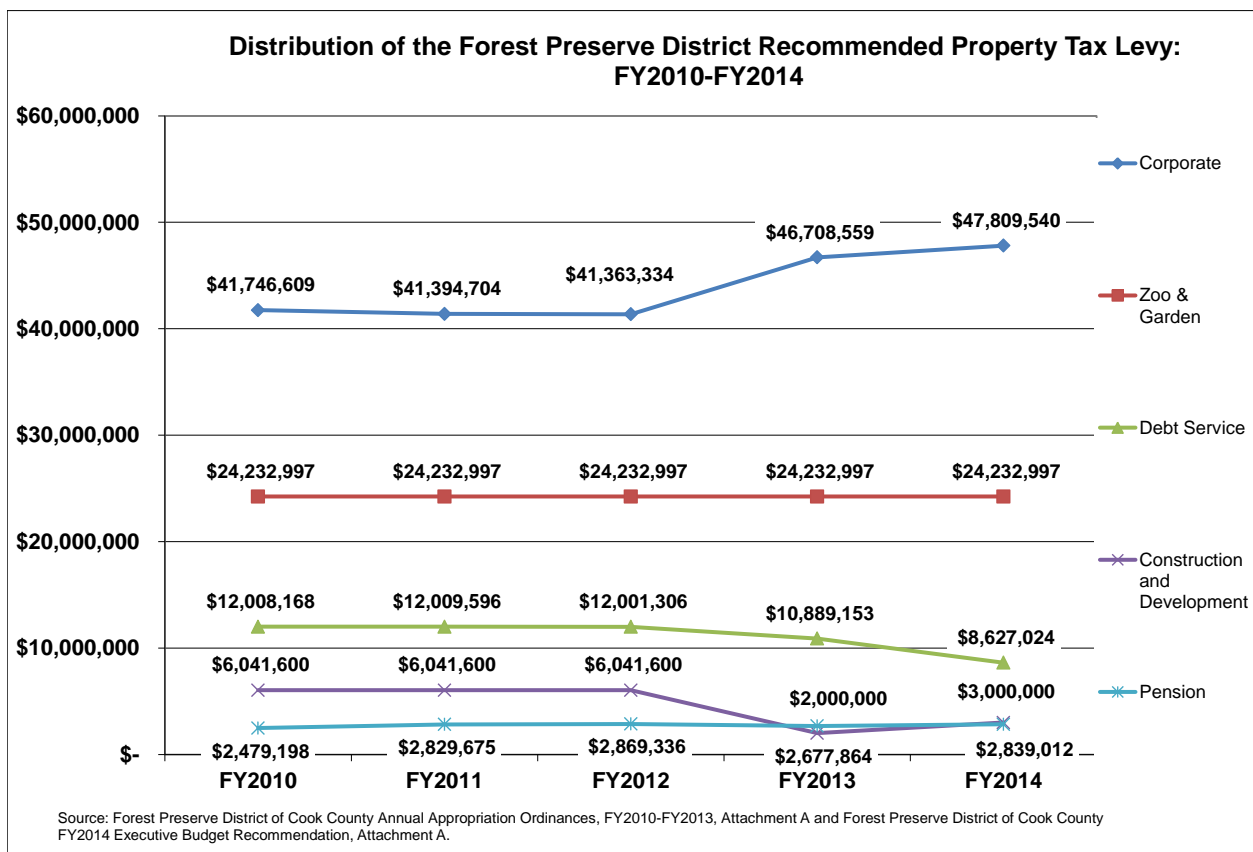 Distribution of the Forest Preserve District Recommended Property Tax Levy:
FY2010-FY2014
$60,000,000
$50,000,000
$40,000,000
$30,000,000
$20,000,000
$10,000,000
$-
$41,746,609
$41,394,704
$41,363,334
$46,708,559
$47,809,540
$24,232,997
$24,232,997
$24,232,997
$24,232,997
$24,232,997
$12,008,168
$12,009,596
$12,001,306
$10,889,153
$8,627,024
$6,041,600
$6,041,600
$6,041,600
$2,000,000
$3,000,000
$2,479,198
$2,829,675
$2,869,336
$2,677,864
$2,839,012
FY2010
FY2011
FY2012
FY2013
FY2014
Corporate
Zoo &
Garden
Debt Service
Construction
and
Development
Pension
Source: Forest Preserve District of Cook County Annual Appropriation Ordinances, FY2010-FY2013, Attachment A and Forest Preserve District of Cook County
FY2014 Executive Budget Recommendation, Attachment A.